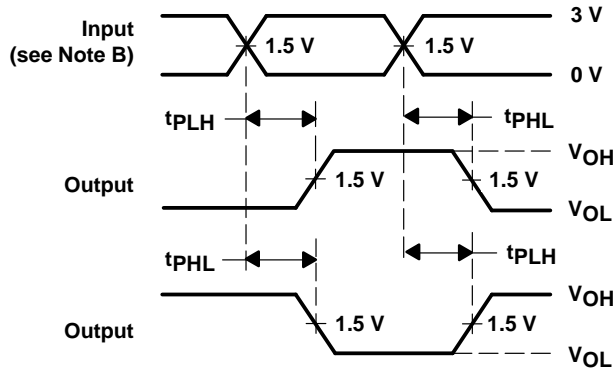 3 V
Input
(see Note B)
1.5 V
1.5 V
0 V
tPLH
tPHL
VOH
Output
1.5 V
1.5 V
VOL
tPHL
tPLH
VOH
Output
1.5 V
1.5 V
VOL